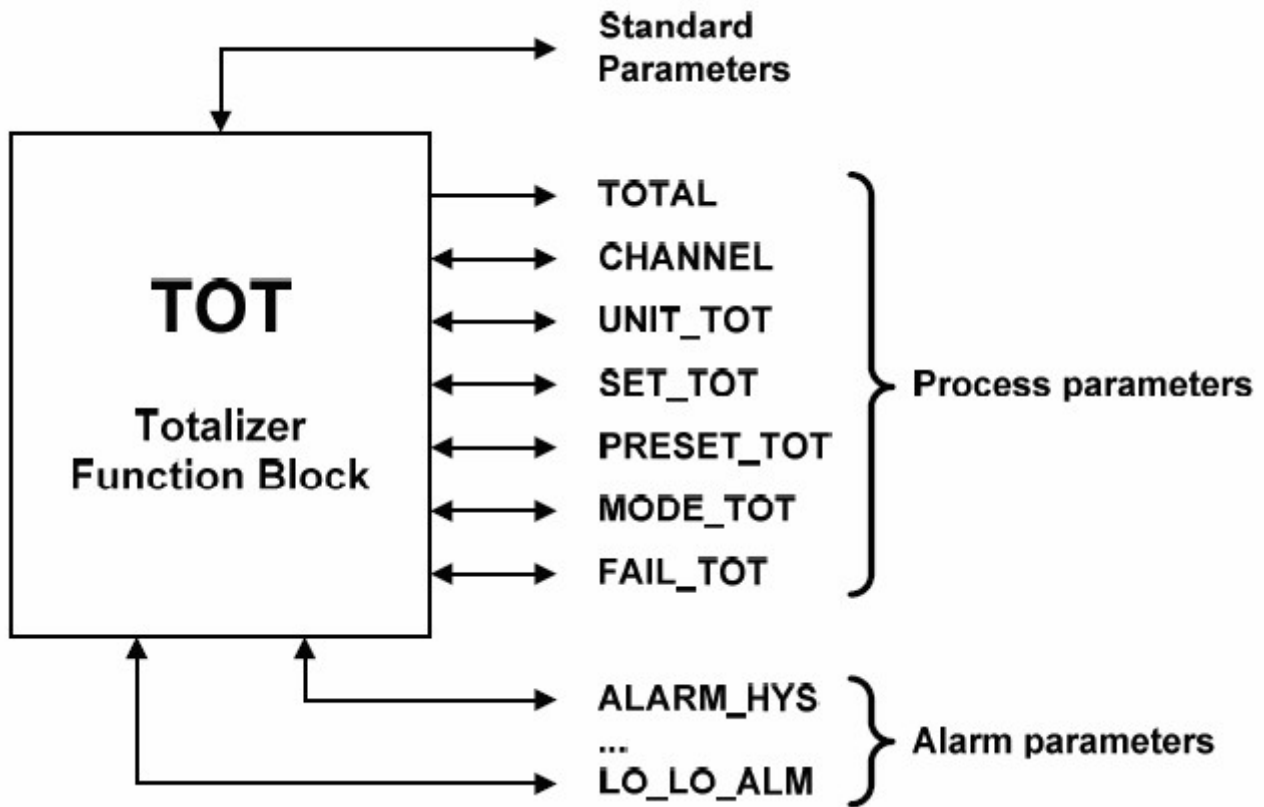 Standard
Parameters
TOTAL
CHANNEL
UNIT_TOT
SET_TOT
PRESET_TOT
MODE_TOT
FAIL_TOT
Process parameters
TOT
Totalizer
Function Block
ALARM_HYS
...
LO_LO_ALM
Alarm parameters